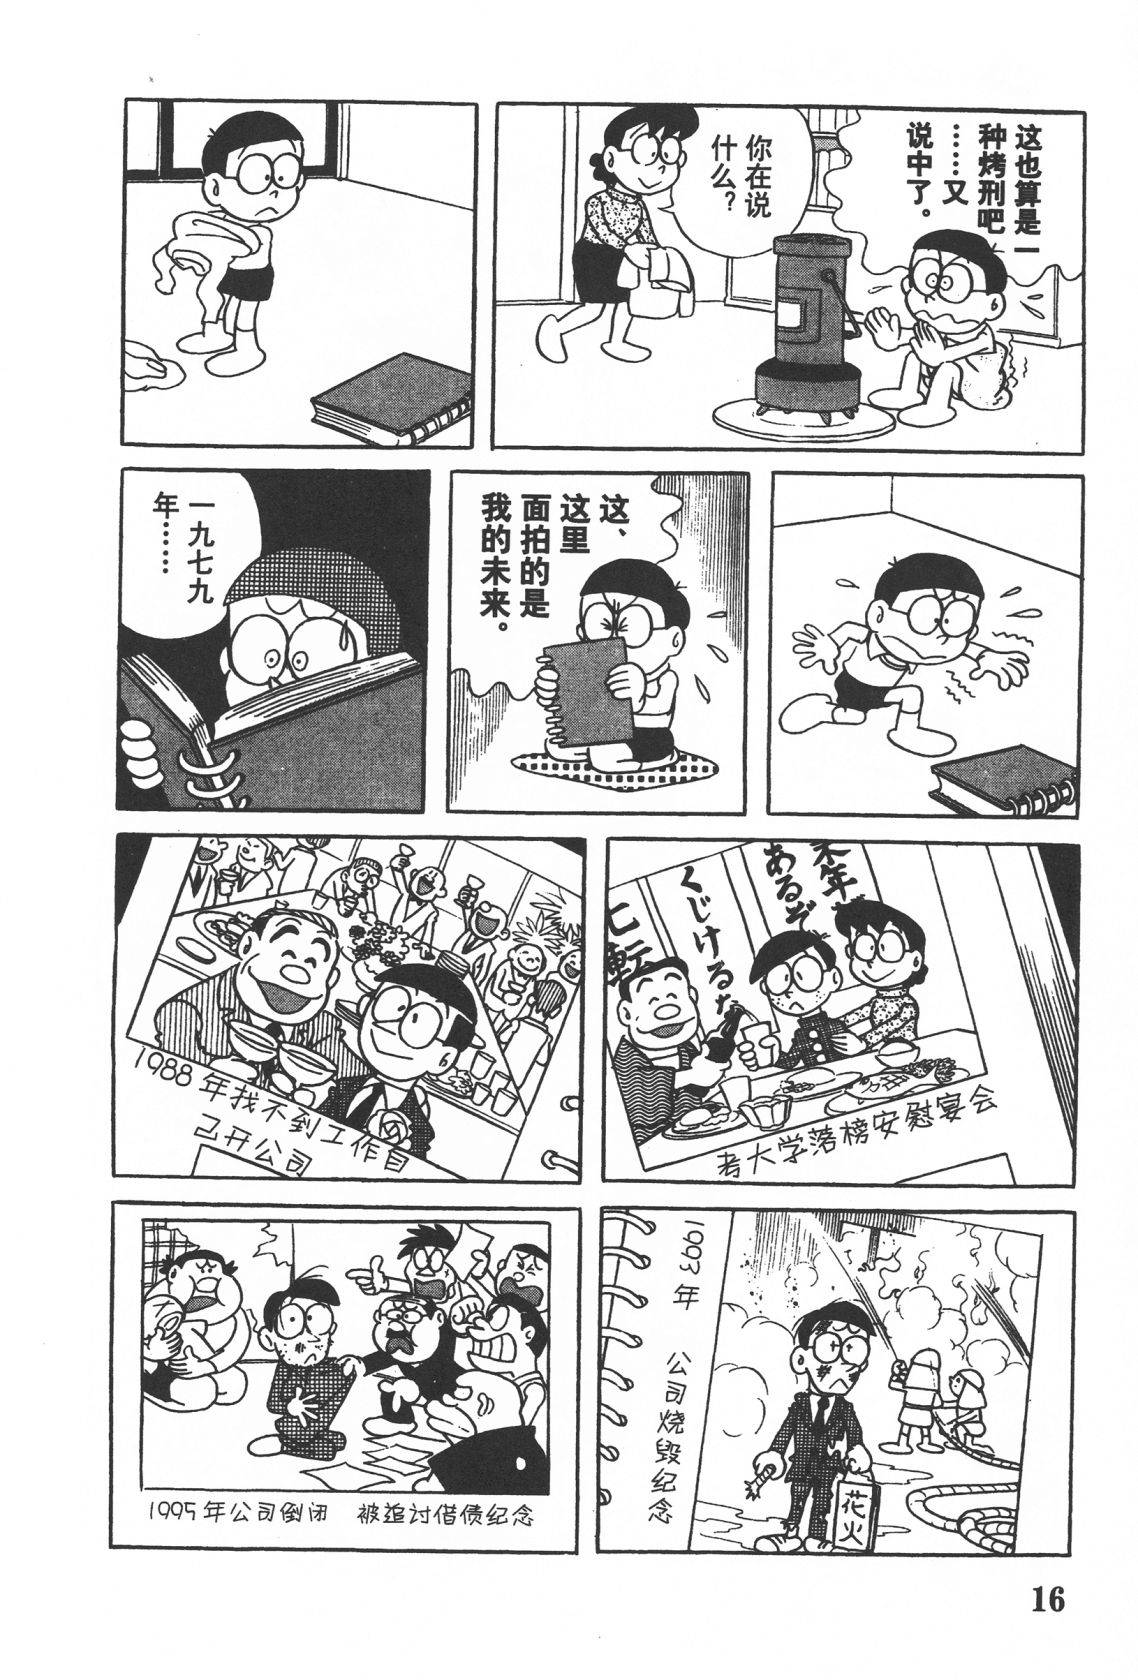 这也算是一
种烤刑吧
……又
说中了。
你在说
什么？
这、
这里
面拍的是
我的未来。
一九七九
年……
来年
あるぞ
くじけるな
七転
考大学落榜安慰宴会
1988年找不到工作自
己开公司
1993年 公司烧毁纪念
花火
1995年公司倒闭 被追讨借债纪念
16